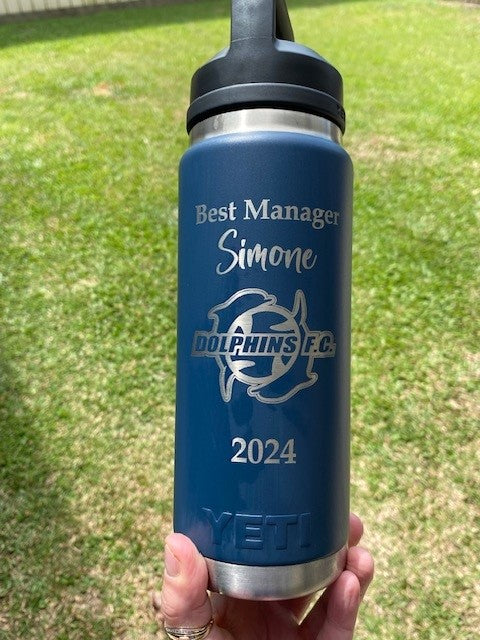 Best Manager
Simone
DOLPHINS F.C.
2024
YETI